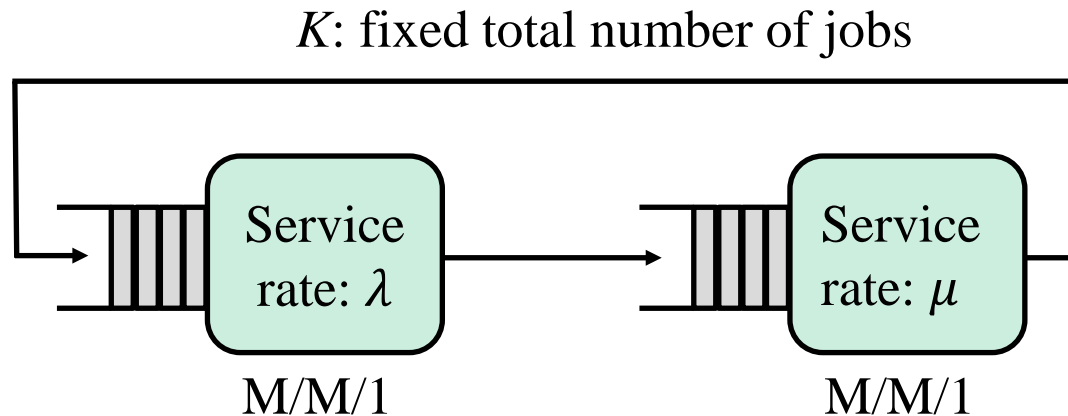 K: fixed total number of jobs
Service
rate: λ
Service
rate: μ
M/M/1
M/M/1